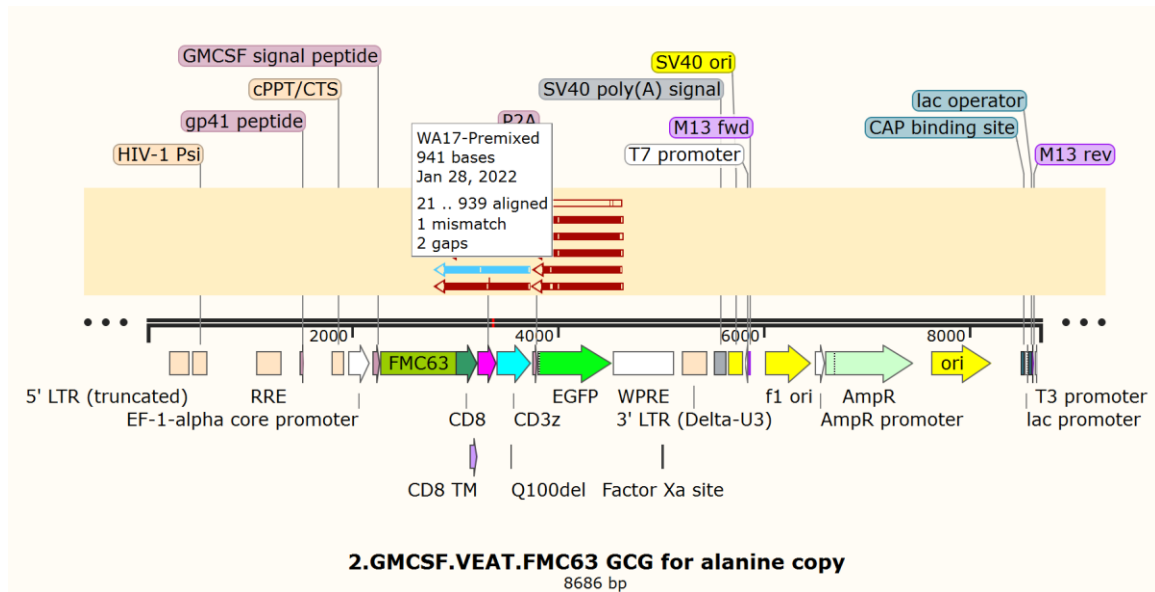 GMCSF signal peptide
SV40 ori
cPPT/CTS
SV40 poly(A) signal
lac operator
gp41 peptide
P2A
M13 fwd
CAP binding site
HIV-1 Psi
T7 promoter
M13 rev
WA17-Premixed
941 bases
Jan 28, 2022
21 .. 939 aligned
1 mismatch
2 gaps
2000
4000
6000
8000
FMC63
ori
5' LTR (truncated)
RRE
CD8
CD3z
EGFP
WPRE
f1 ori
AmpR
T3 promoter
EF-1-alpha core promoter
3' LTR (Delta-U3)
AmpR promoter
lac promoter
CD8 TM
Q100del
Factor Xa site
2.GMCSF.VEAT.FMC63 GCG for alanine copy
8686 bp